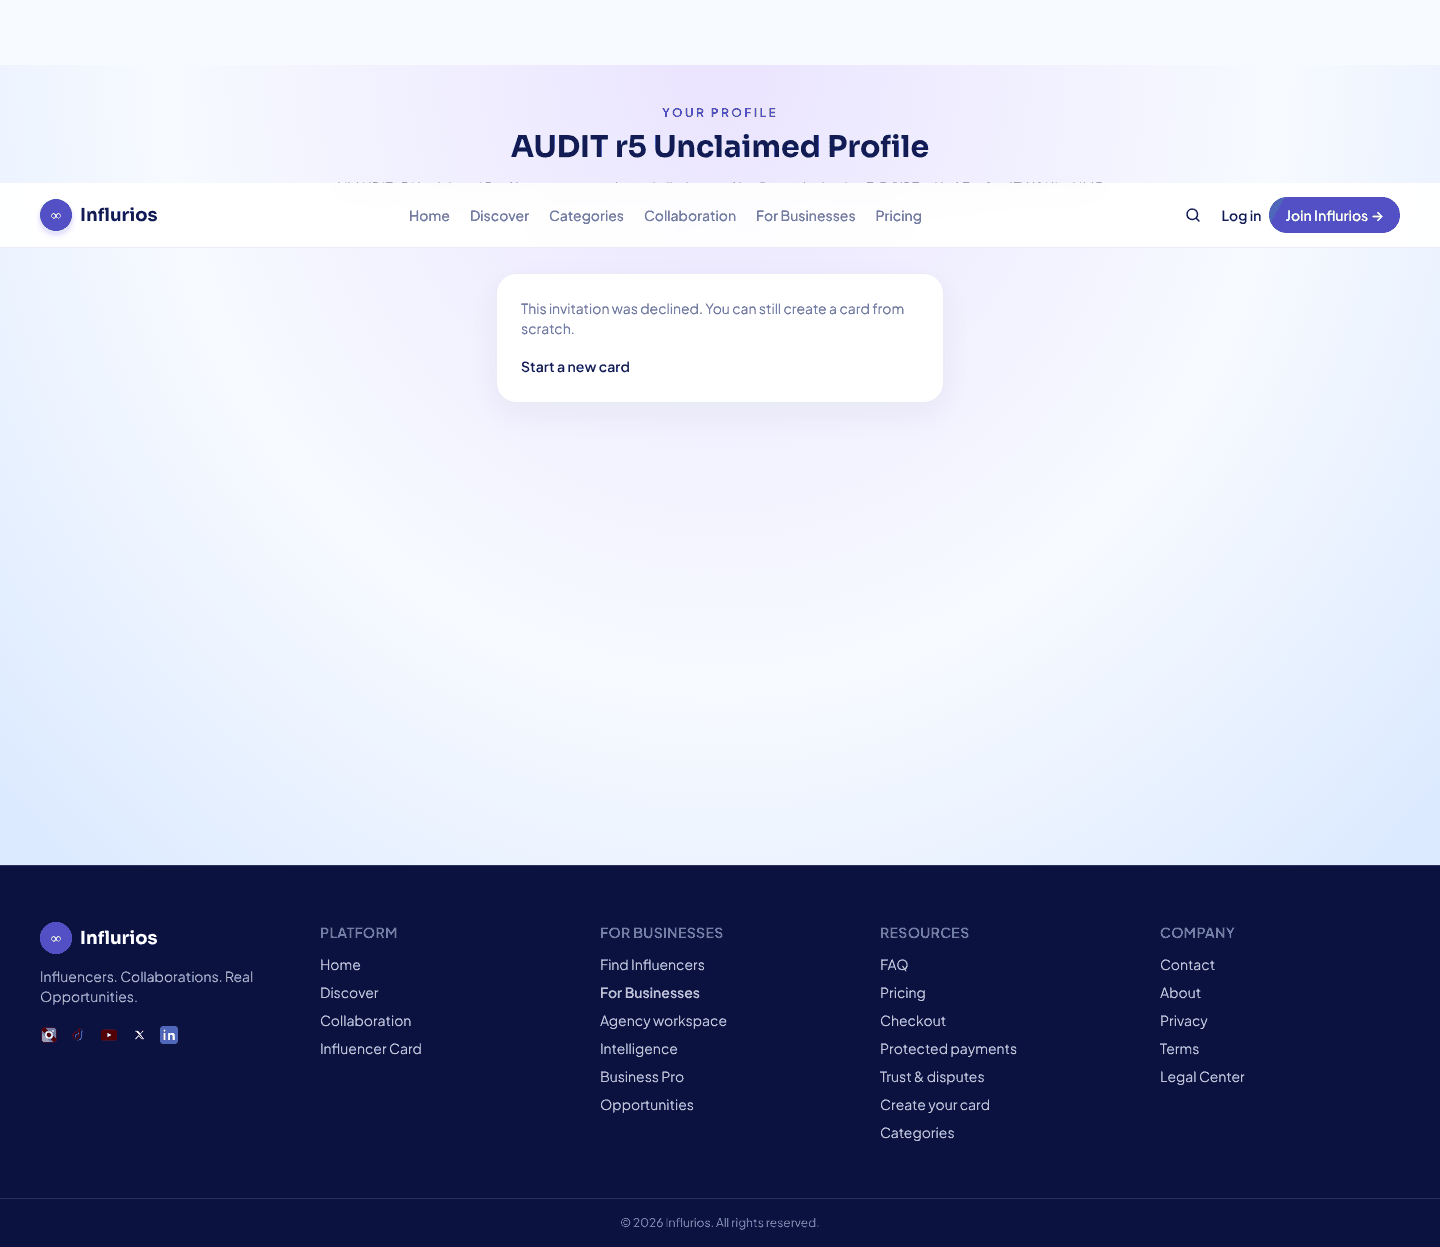 YOUR PROFILE
AUDIT r5 Unclaimed Profile
∞ Influrios
Home Discover Categories Collaboration For Businesses Pricing
Log in
Join Influrios →
This invitation was declined. You can still create a card from
scratch.
Start a new card
∞ Influrios
Influencers. Collaborations. Real
Opportunities.
PLATFORM
Home
Discover
Collaboration
Influencer Card
FOR BUSINESSES
Find Influencers
For Businesses
Agency workspace
Intelligence
Business Pro
Opportunities
RESOURCES
FAQ
Pricing
Checkout
Protected payments
Trust & disputes
Create your card
Categories
COMPANY
Contact
About
Privacy
Terms
Legal Center
© 2026 Influrios. All rights reserved.